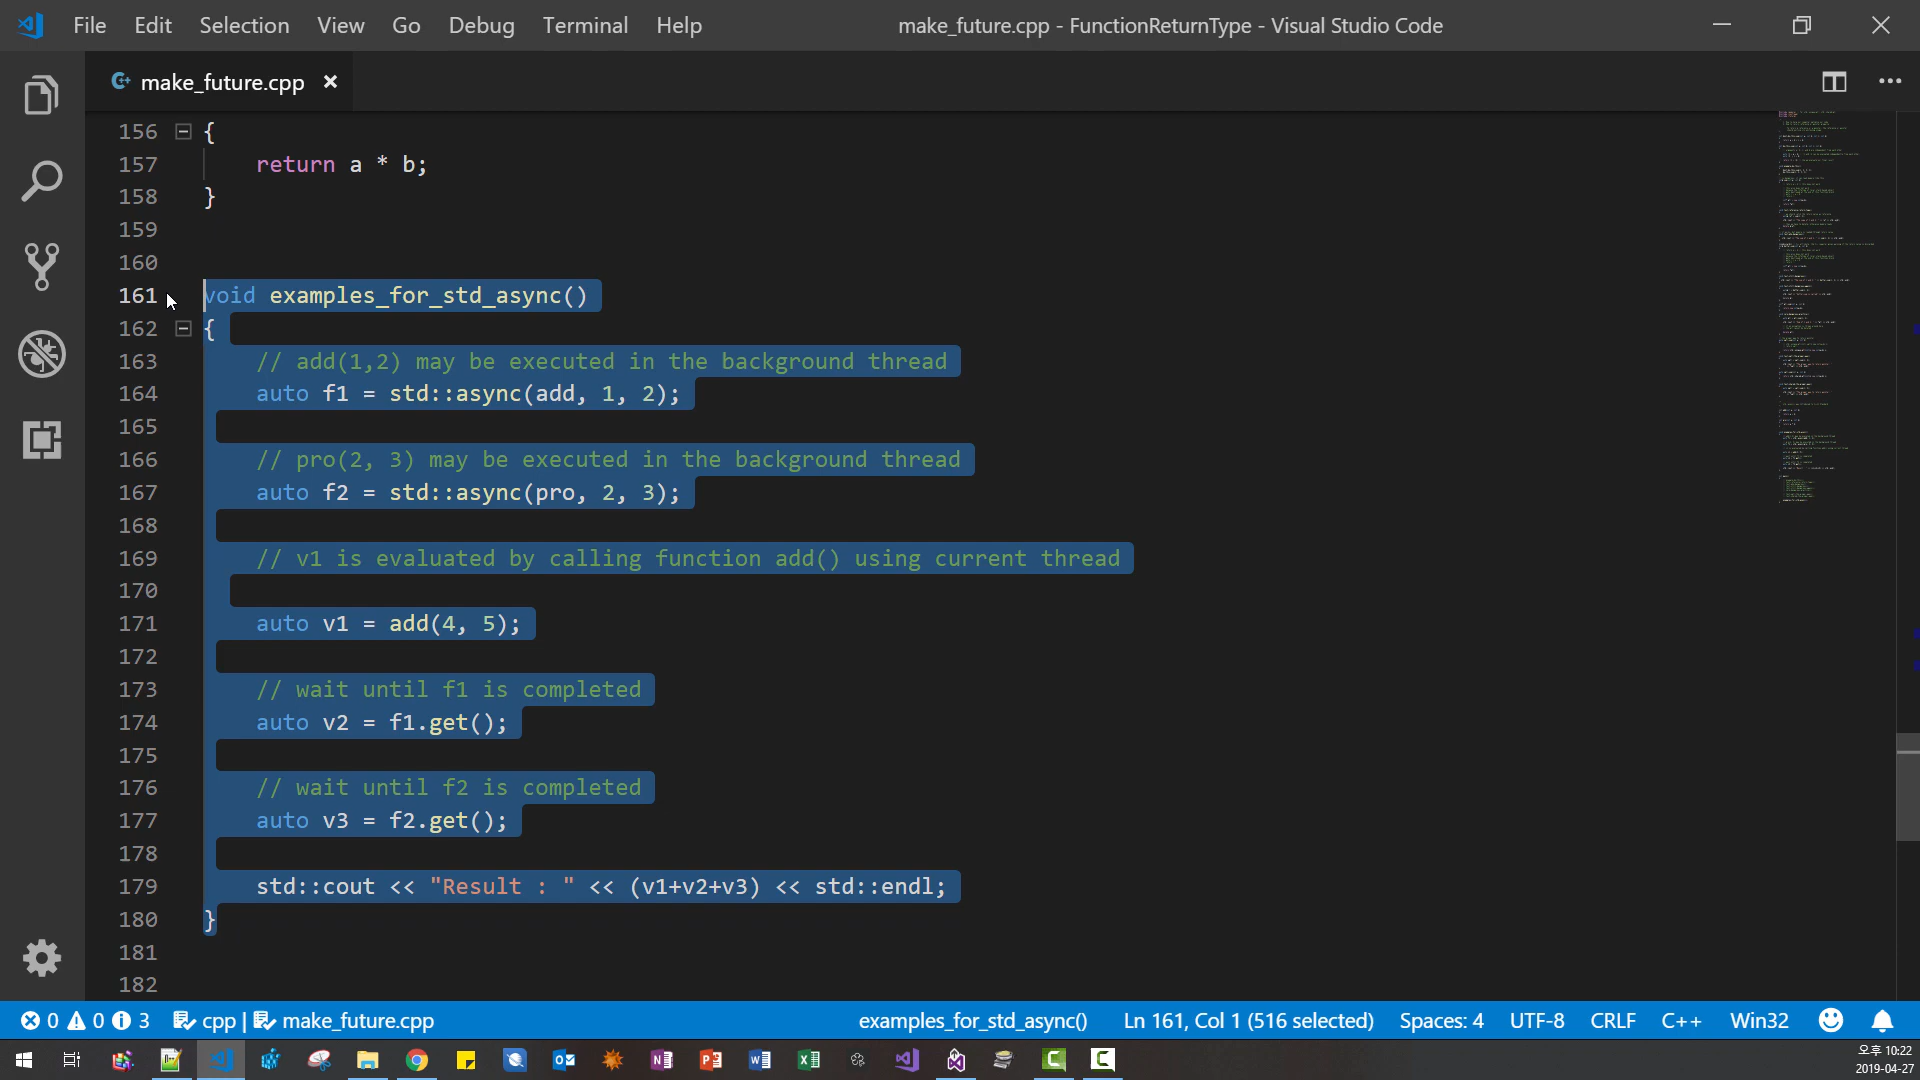 File Edit Selection View Go Debug Terminal Help make_future.cpp - FunctionReturnType - Visual Studio Code
make_future.cpp
156 {
157 return a * b;
158 }
159
160
161 void examples_for_std_async()
162 {
163 // add(1,2) may be executed in the background thread
164 auto f1 = std::async(add, 1, 2);
165
166 // pro(2, 3) may be executed in the background thread
167 auto f2 = std::async(pro, 2, 3);
168
169 // v1 is evaluated by calling function add() using current thread
170
171 auto v1 = add(4, 5);
172
173 // wait until f1 is completed
174 auto v2 = f1.get();
175
176 // wait until f2 is completed
177 auto v3 = f2.get();
178
179 std::cout << "Result : " << (v1+v2+v3) << std::endl;
180 }
181
182
0 0 3 cpp | make_future.cpp examples_for_std_async() Ln 161, Col 1 (516 selected) Spaces: 4 UTF-8 CRLF C++ Win32
오후 10:22
2019-04-27